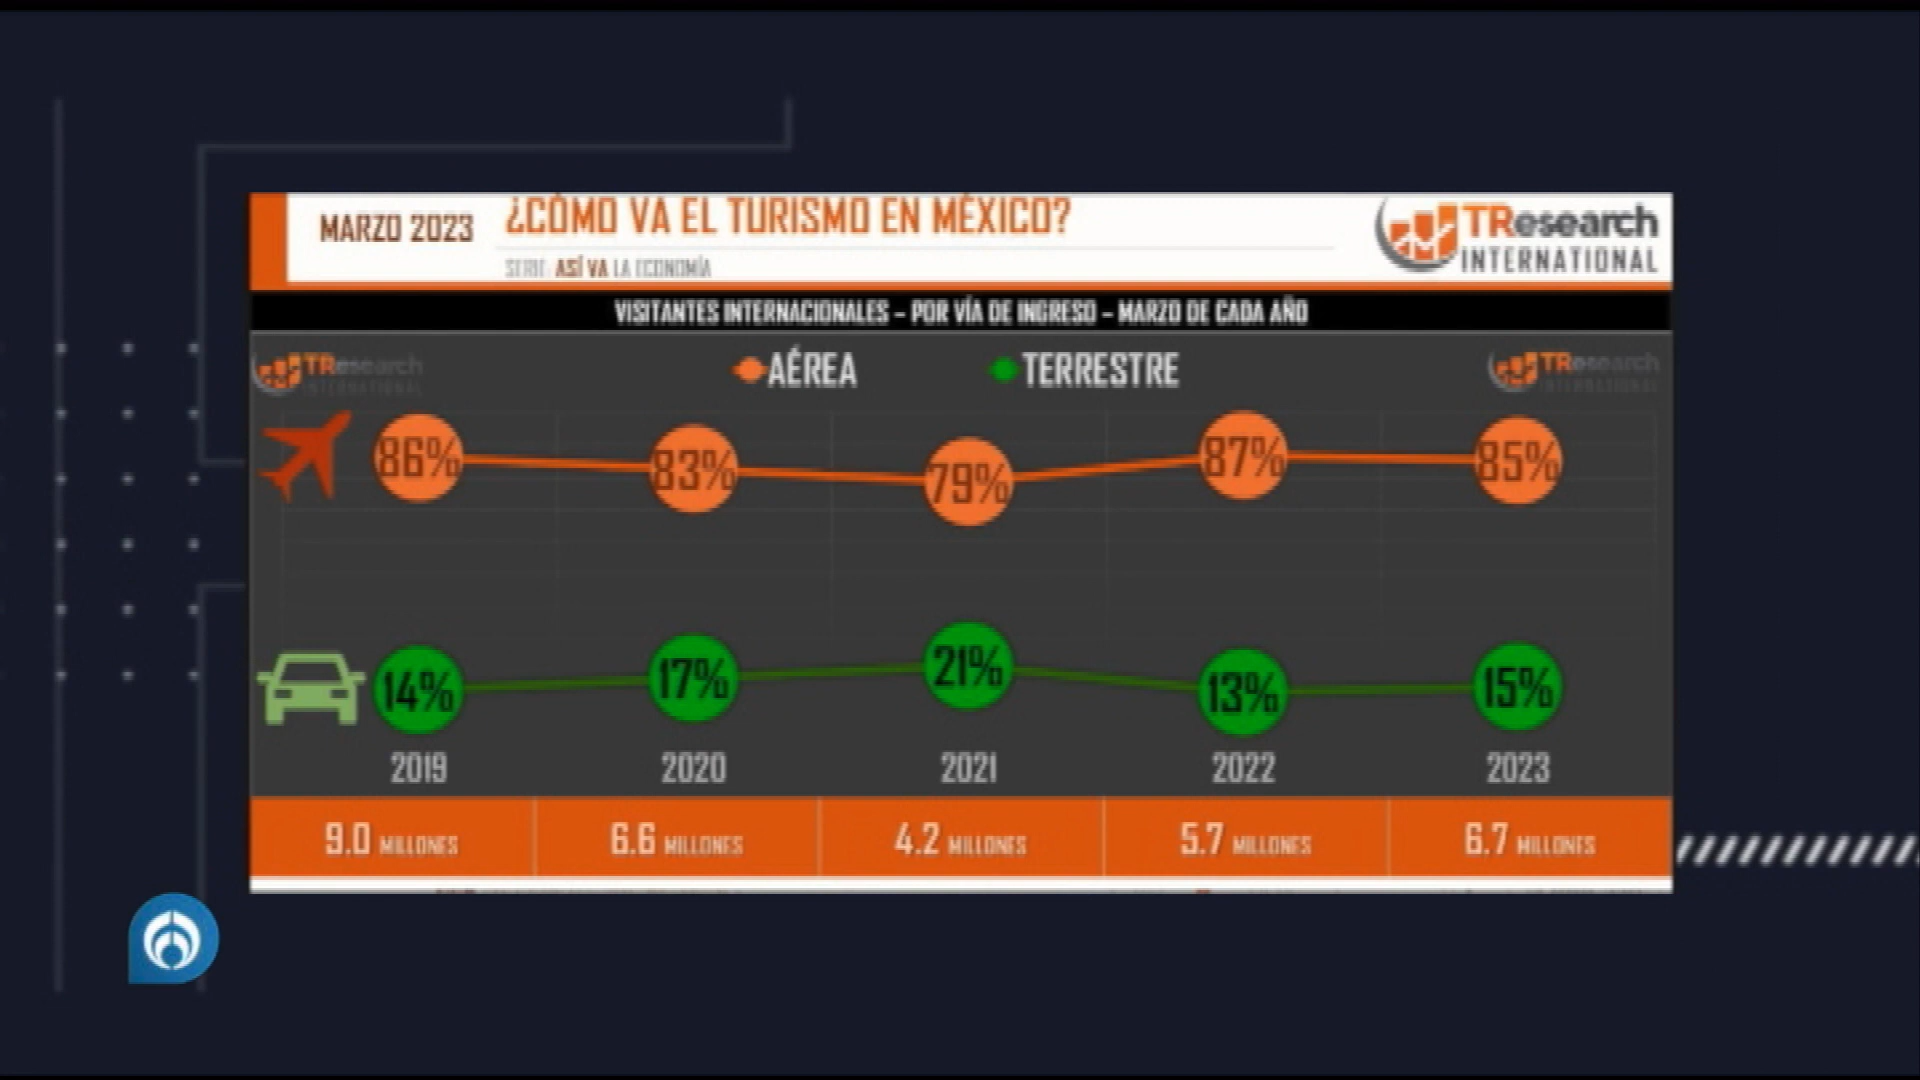 MARZO 2023
¿CÓMO VA EL TURISMO EN MÉXICO?
SERIE: ASÍ VA LA ECONOMÍA
TResearch
INTERNATIONAL
VISITANTES INTERNACIONALES – POR VÍA DE INGRESO – MARZO DE CADA AÑO
TResearch
INTERNATIONAL
AÉREA
TERRESTRE
TResearch
INTERNATIONAL
86% 83% 79% 87% 85%
14% 17% 21% 13% 15%
2019 2020 2021 2022 2023
9.0 MILLONES 6.6 MILLONES 4.2 MILLONES 5.7 MILLONES 6.7 MILLONES